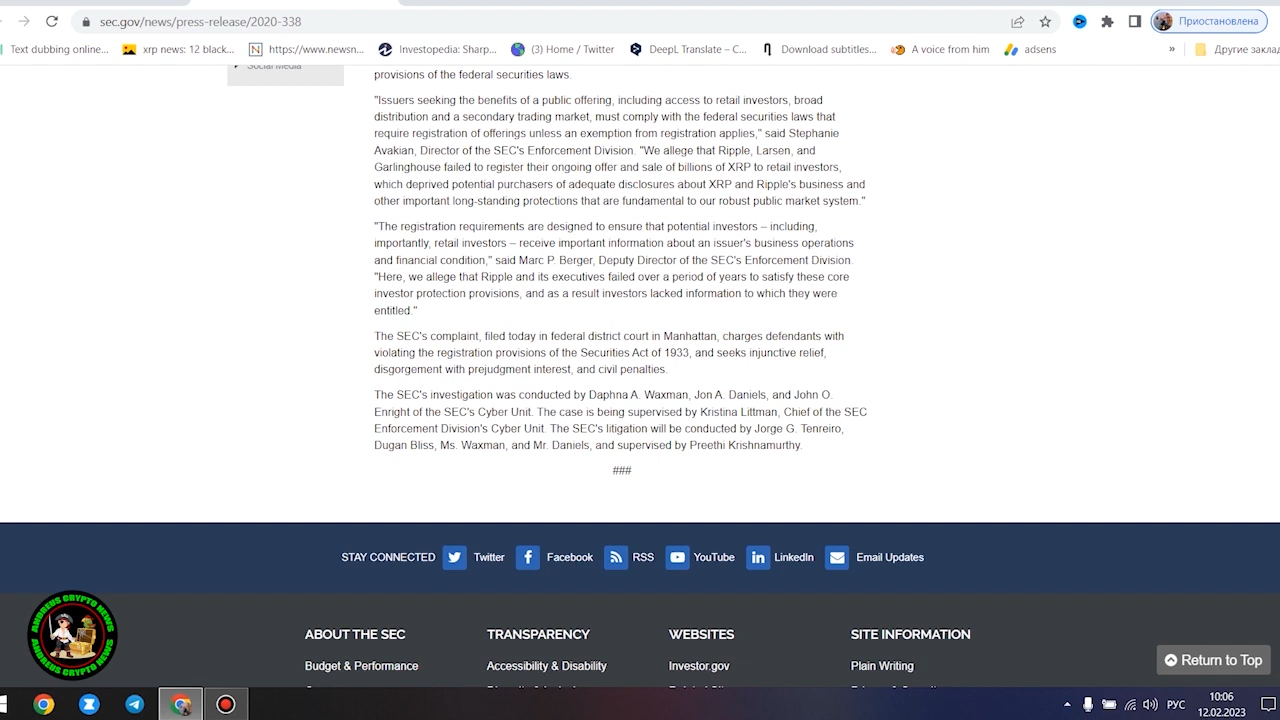 sec.gov/news/press-release/2020-338
Приостановлена
Text dubbing online...
xrp news: 12 black...
https://www.newsn...
Investopedia: Sharp...
(3) Home / Twitter
DeepL Translate – C...
Download subtitles...
A voice from him
adsens
»
Другие заклад
Social Media
provisions of the federal securities laws.
"Issuers seeking the benefits of a public offering, including access to retail investors, broad
distribution and a secondary trading market, must comply with the federal securities laws that
require registration of offerings unless an exemption from registration applies," said Stephanie
Avakian, Director of the SEC's Enforcement Division. "We allege that Ripple, Larsen, and
Garlinghouse failed to register their ongoing offer and sale of billions of XRP to retail investors,
which deprived potential purchasers of adequate disclosures about XRP and Ripple's business and
other important long-standing protections that are fundamental to our robust public market system."
"The registration requirements are designed to ensure that potential investors – including,
importantly, retail investors – receive important information about an issuer's business operations
and financial condition," said Marc P. Berger, Deputy Director of the SEC's Enforcement Division.
"Here, we allege that Ripple and its executives failed over a period of years to satisfy these core
investor protection provisions, and as a result investors lacked information to which they were
entitled."
The SEC's complaint, filed today in federal district court in Manhattan, charges defendants with
violating the registration provisions of the Securities Act of 1933, and seeks injunctive relief,
disgorgement with prejudgment interest, and civil penalties.
The SEC's investigation was conducted by Daphna A. Waxman, Jon A. Daniels, and John O.
Enright of the SEC's Cyber Unit. The case is being supervised by Kristina Littman, Chief of the SEC
Enforcement Division's Cyber Unit. The SEC's litigation will be conducted by Jorge G. Tenreiro,
Dugan Bliss, Ms. Waxman, and Mr. Daniels, and supervised by Preethi Krishnamurthy.
###
STAY CONNECTED
Twitter
Facebook
RSS
YouTube
LinkedIn
Email Updates
ANDREUS CRYPTO NEWS
ANDREUS CRYPTO NEWS
ABOUT THE SEC
TRANSPARENCY
WEBSITES
SITE INFORMATION
Budget & Performance
Accessibility & Disability
Investor.gov
Plain Writing
Return to Top
РУС
10:06
12.02.2023